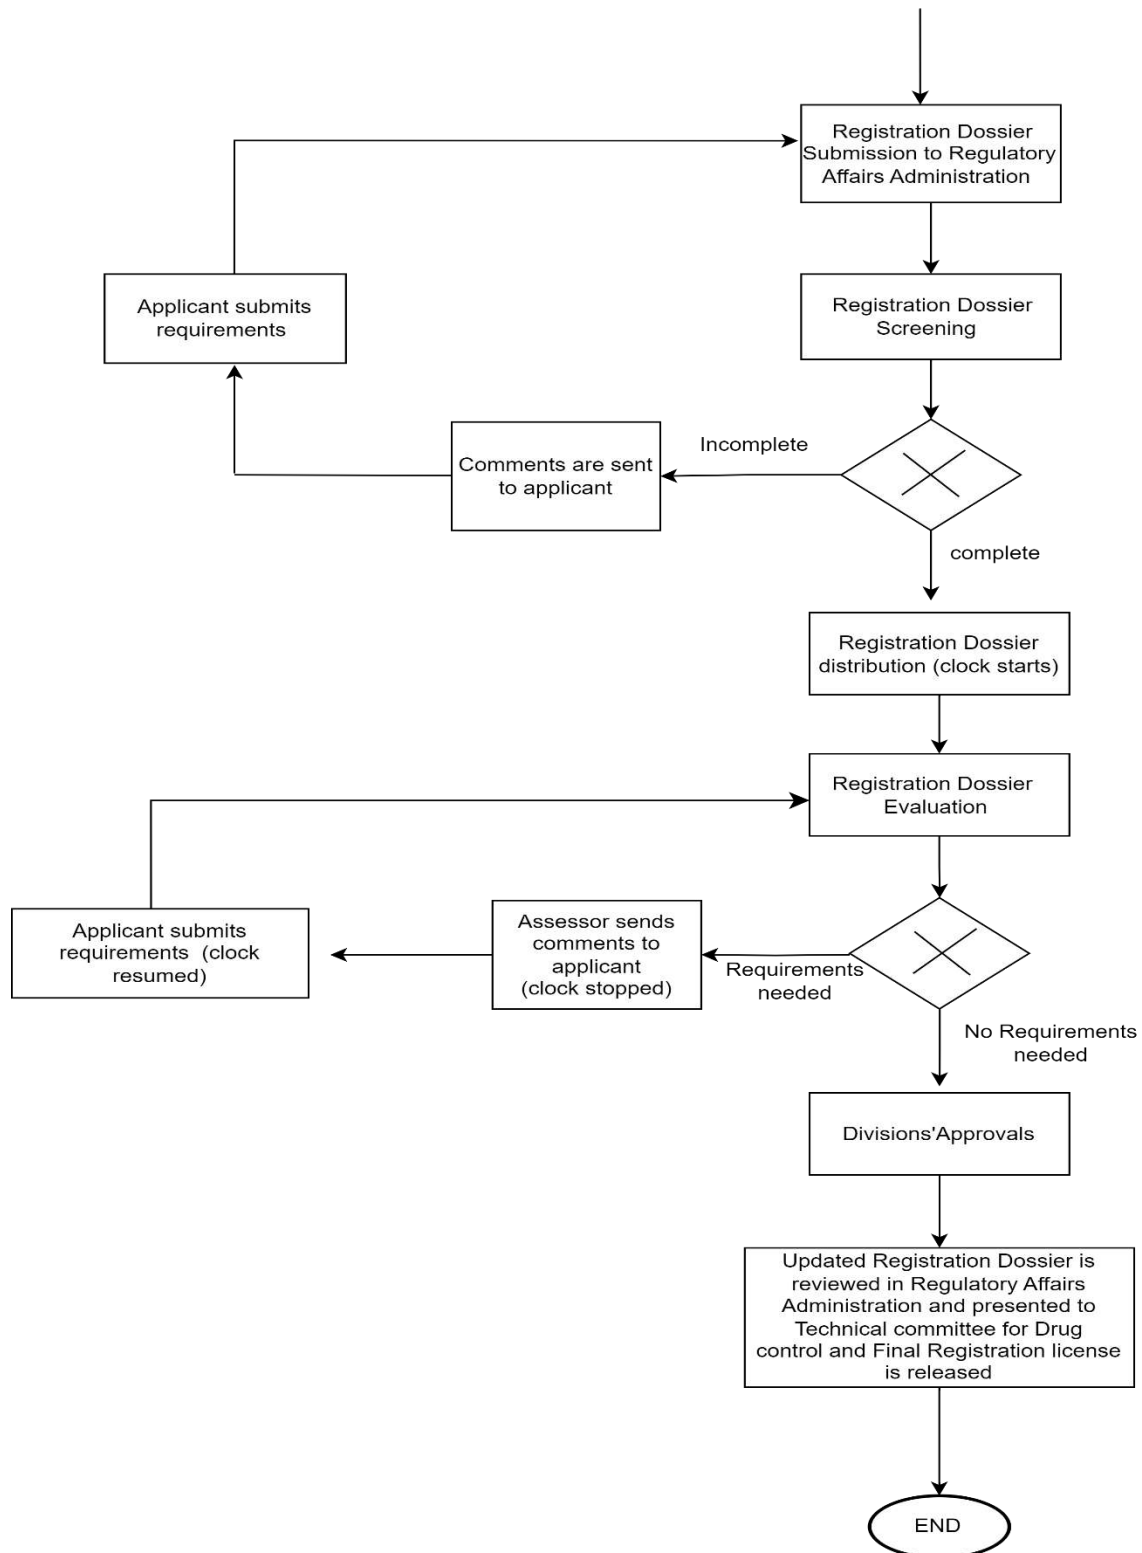 Registration Dossier
Submission to Regulatory
Affairs Administration
Applicant submits
requirements
Registration Dossier
Screening
Comments are sent
to applicant
Incomplete
complete
Registration Dossier
distribution (clock starts)
Registration Dossier
Evaluation
Applicant submits
requirements (clock
resumed)
Assessor sends
comments to
applicant
(clock stopped)
Requirements
needed
No Requirements
needed
Divisions'Approvals
Updated Registration Dossier is
reviewed in Regulatory Affairs
Administration and presented to
Technical committee for Drug
control and Final Registration license
is released
END